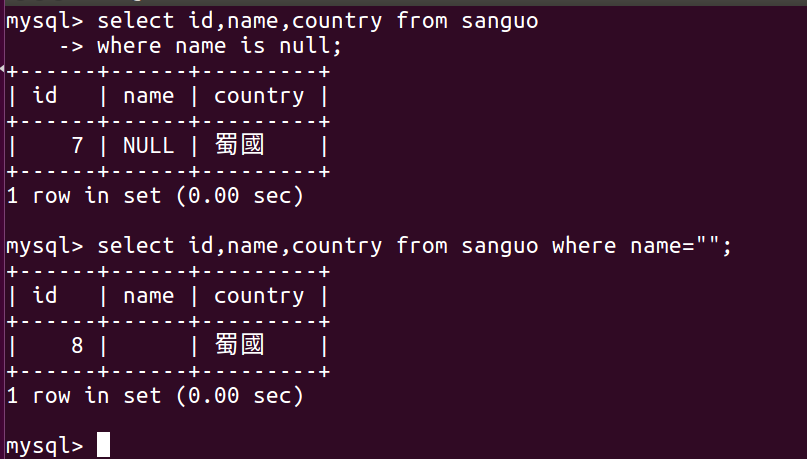 mysql> select id,name,country from sanguo
    -> where name is null;
+------+------+---------+
| id   | name | country |
+------+------+---------+
|    7 | NULL | 蜀國    |
+------+------+---------+
1 row in set (0.00 sec)

mysql> select id,name,country from sanguo where name="";
+------+------+---------+
| id   | name | country |
+------+------+---------+
|    8 |      | 蜀國    |
+------+------+---------+
1 row in set (0.00 sec)

mysql>